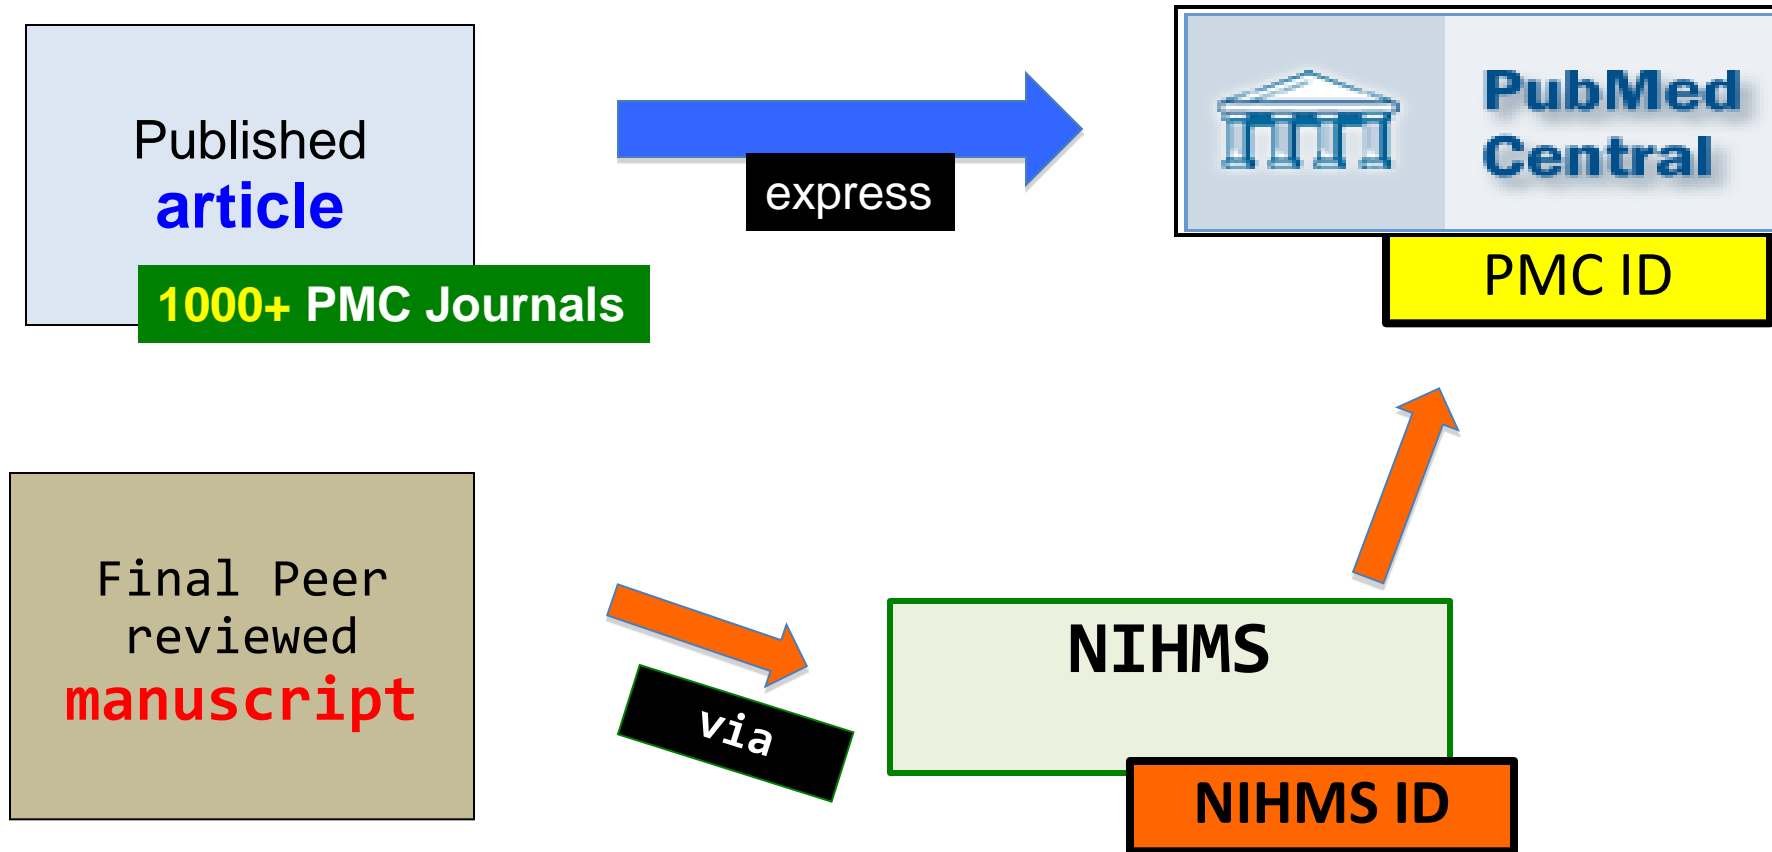 Published
article
1000+ PMC Journals
express
PubMed
Central
PMC ID
Final Peer
reviewed
manuscript
via
NIHMS
NIHMS ID